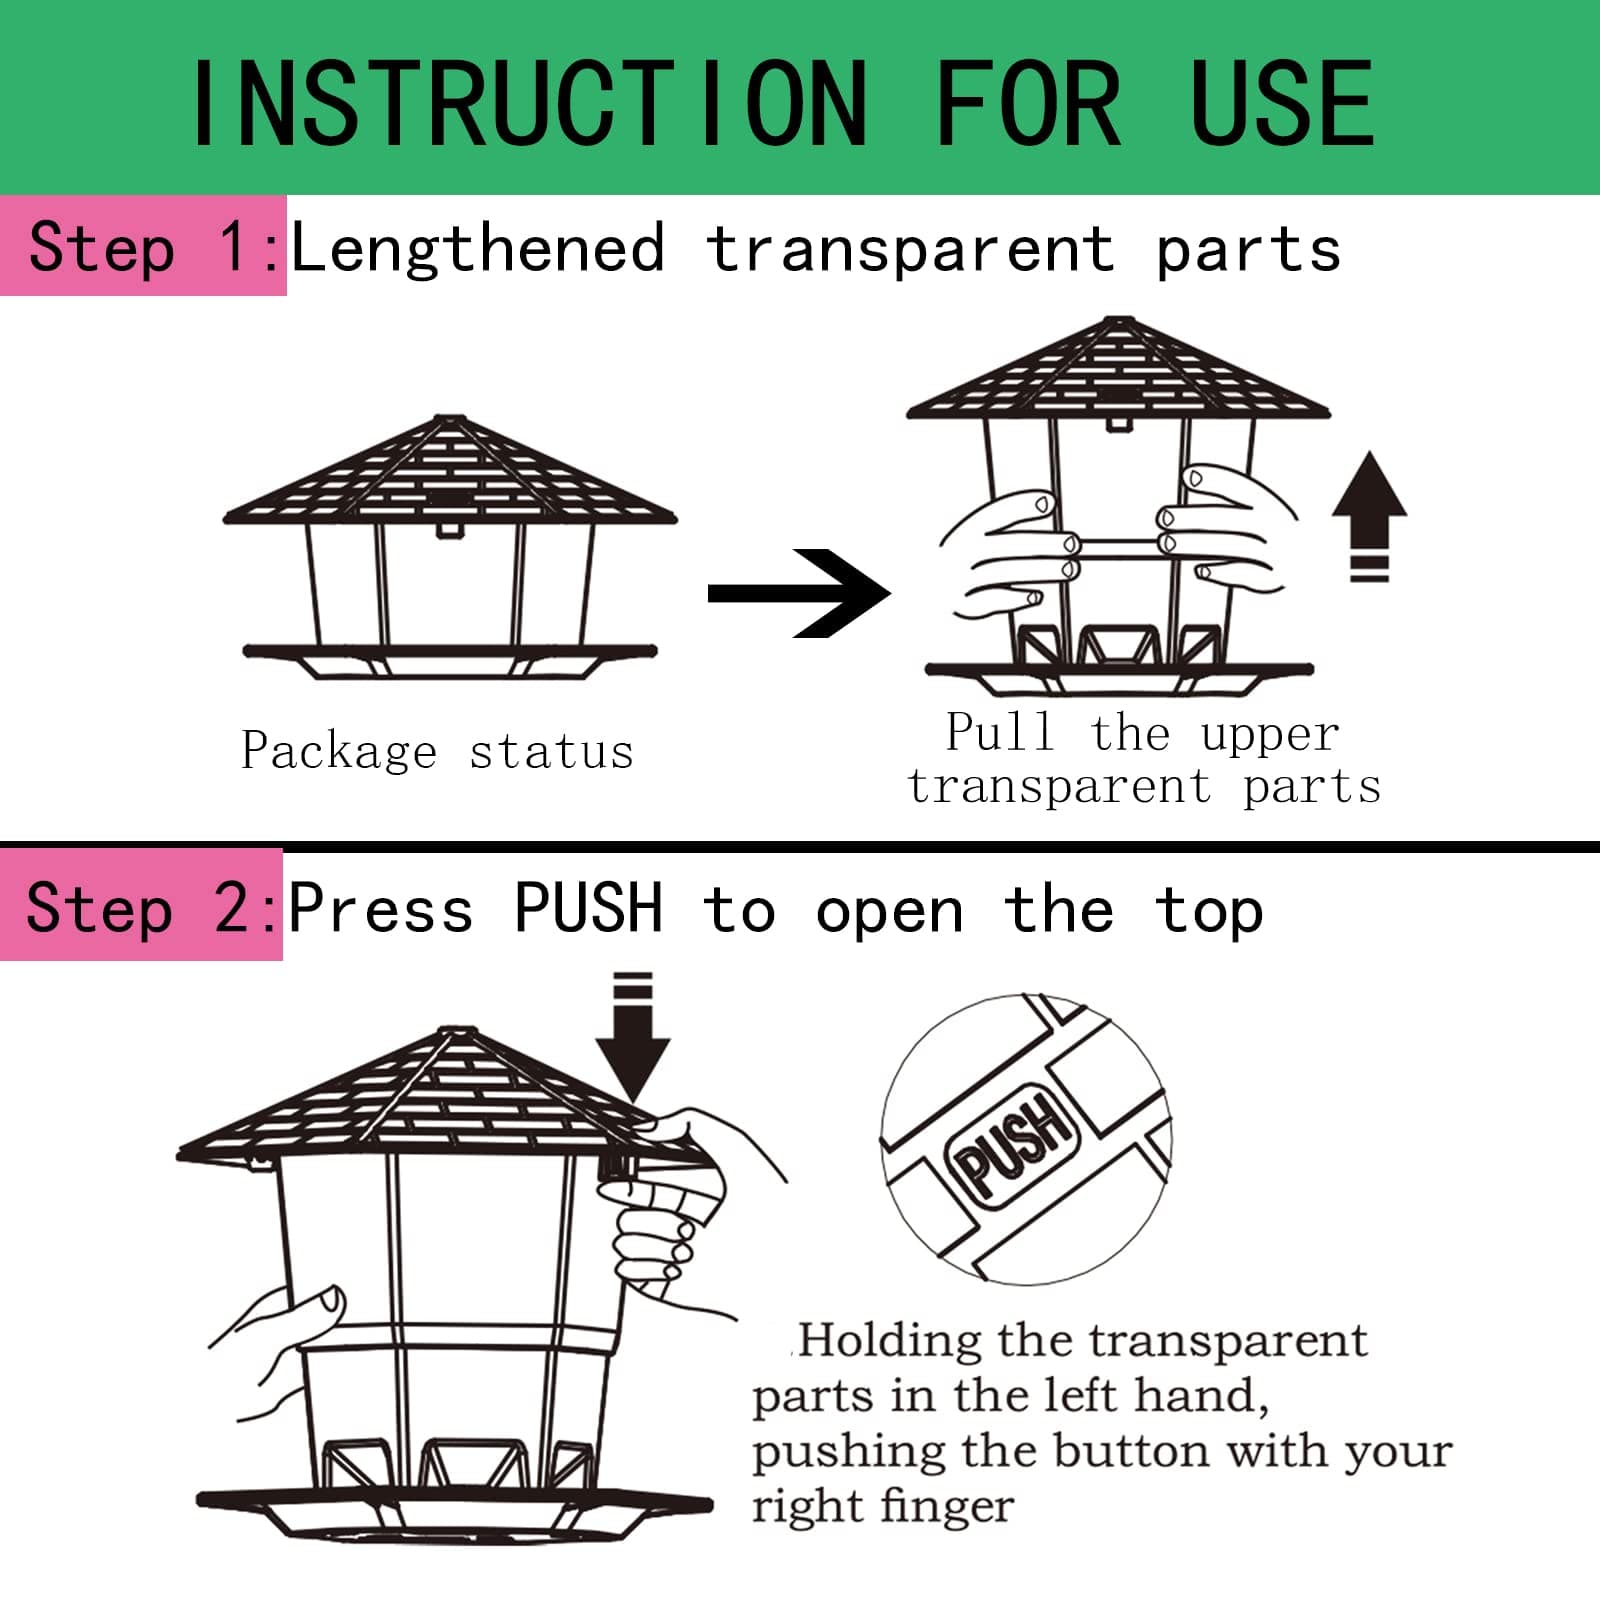 INSTRUCTION FOR USE
Step 1:Lengthened transparent parts
Package status
Pull the upper
transparent parts
Step 2:Press PUSH to open the top
PUSH
Holding the transparent
parts in the left hand,
pushing the button with your
right finger